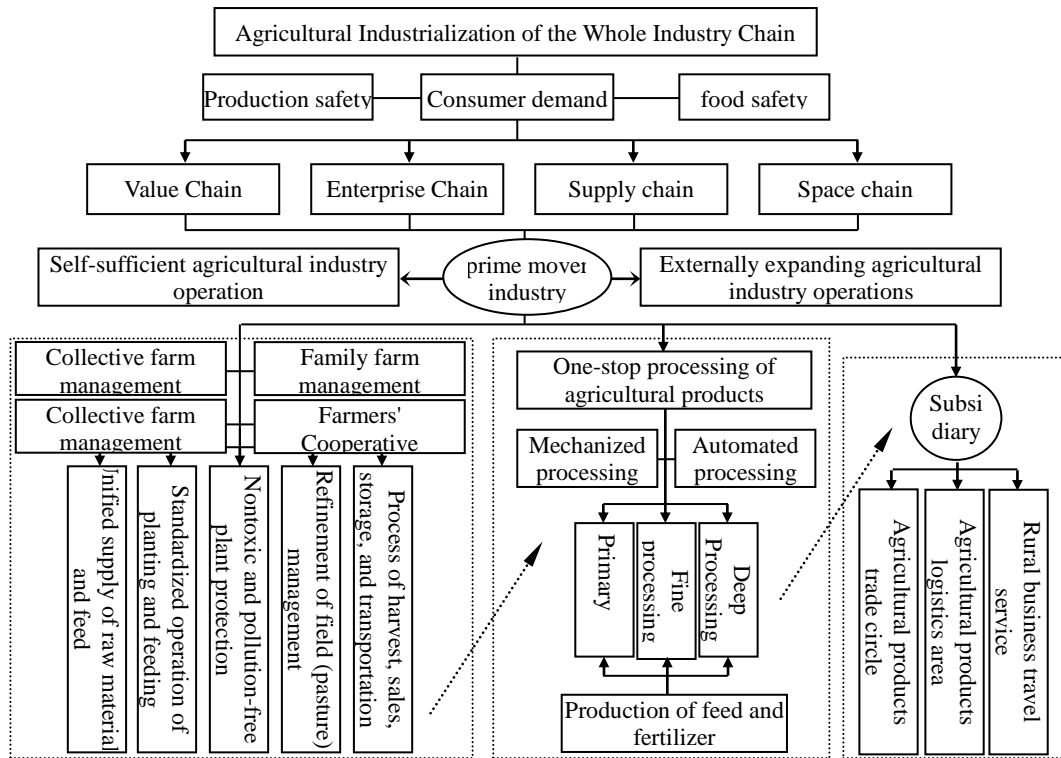 Agricultural Industrialization of the Whole Industry Chain
Production safety
Consumer demand
food safety
Value Chain
Enterprise Chain
Supply chain
Space chain
Self-sufficient agricultural industry
operation
prime mover
industry
Externally expanding agricultural
industry operations
Collective farm
management
Family farm
management
Collective farm
management
Farmers'
Cooperative
Unified supply of raw material
and feed
Standardized operation of
planting and feeding
Nontoxic and pollution-free
plant protection
Refinement of field (pasture)
management
Process of harvest, sales,
storage, and transportation
One-stop processing of
agricultural products
Mechanized
processing
Automated
processing
Primary
Fine
processing
Deep
Processing
Production of feed and
fertilizer
Subsi
diary
Agricultural products
trade circle
Agricultural products
logistics area
Rural business travel
service